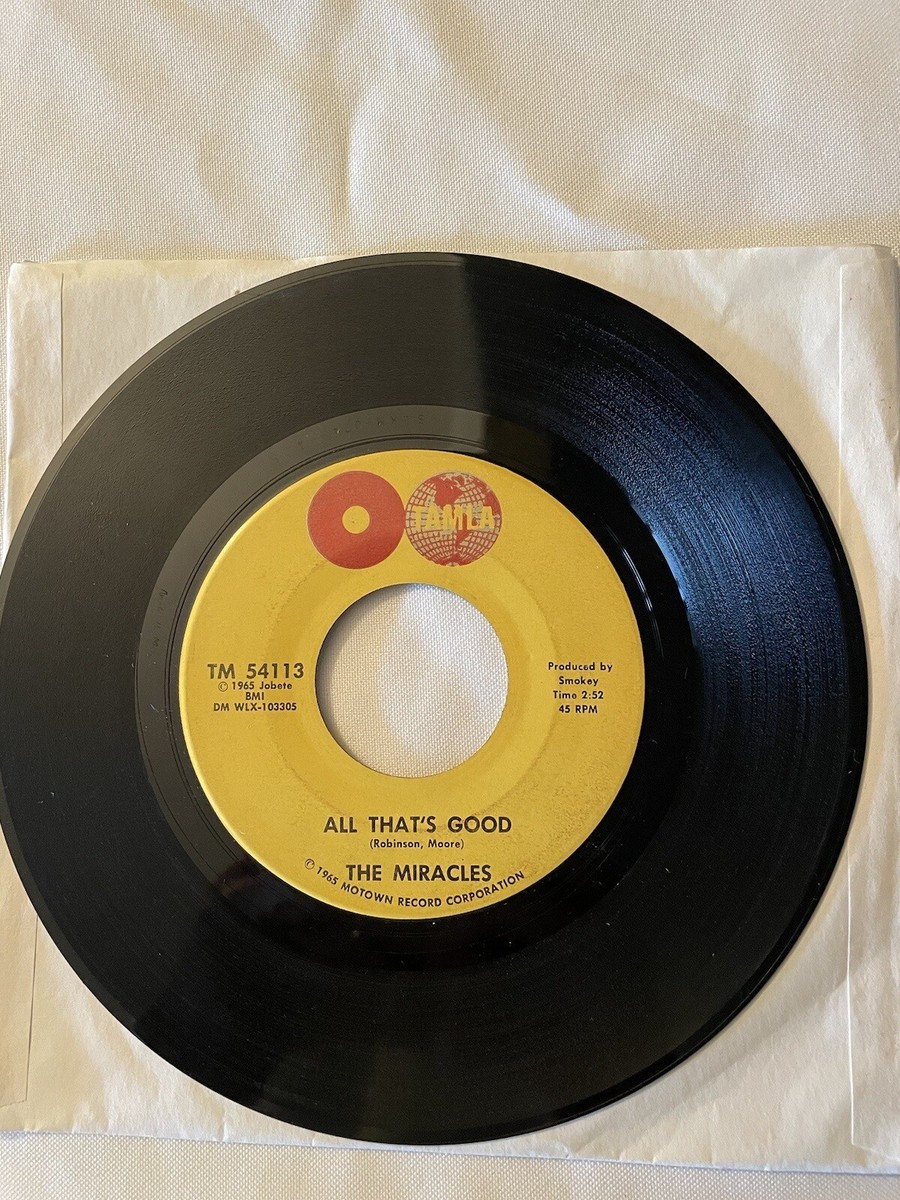 TAMLA
TM 54113
© 1965 Jobete
BMI
DM WLX-103305
Produced by
Smokey
Time 2:52
45 RPM
ALL THAT'S GOOD
(Robinson, Moore)
THE MIRACLES
© 1965 MOTOWN RECORD CORPORATION